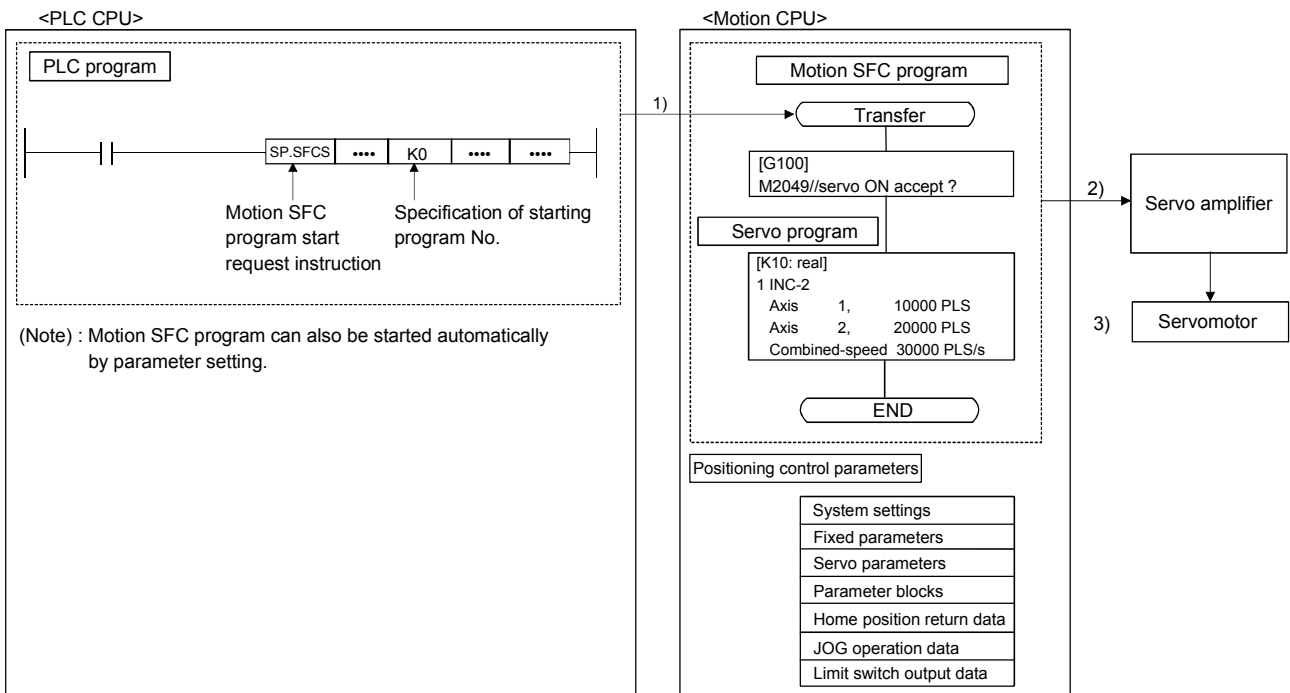 <PLC CPU>
PLC program
SP.SFCS •••• K0 •••• ••••
Motion SFC
program start
request instruction
Specification of starting
program No.
(Note) : Motion SFC program can also be started automatically
by parameter setting.
1)
<Motion CPU>
Motion SFC program
Transfer
[G100]
M2049//servo ON accept ?
Servo program
[K10: real]
1 INC-2
Axis 1, 10000 PLS
Axis 2, 20000 PLS
Combined-speed 30000 PLS/s
END
Positioning control parameters
System settings
Fixed parameters
Servo parameters
Parameter blocks
Home position return data
JOG operation data
Limit switch output data
2)
Servo amplifier
3)
Servomotor